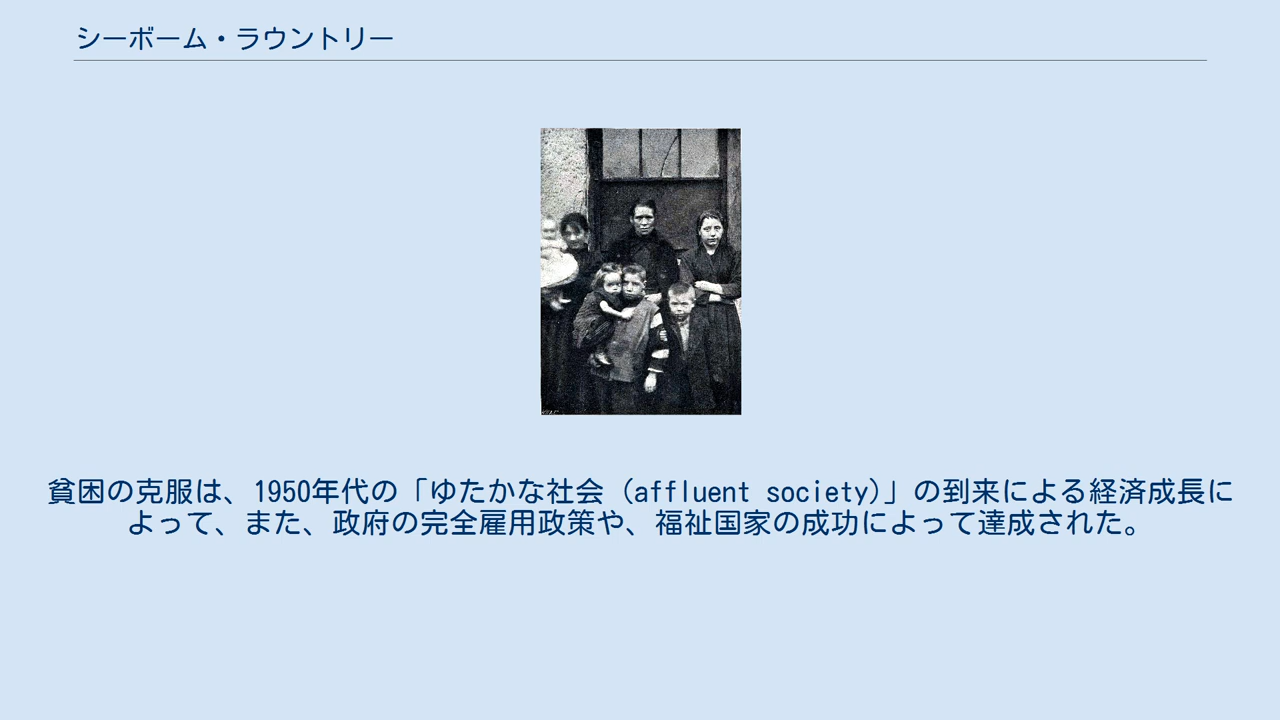 シーボーム・ラウントリー
貧困の克服は、1950年代の「ゆたかな社会（affluent society)」の到来による経済成長に
よって、また、政府の完全雇用政策や、福祉国家の成功によって達成された。